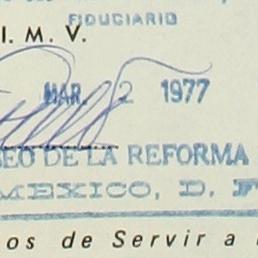 FIDUCIARIO
I. M. V.
MAR. 2 1977
SEO DE LA REFORMA
MEXICO, D. F
os de Servir a